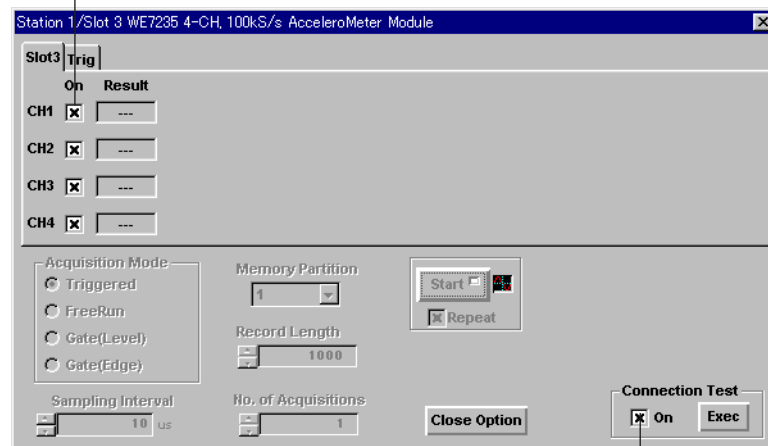 Station 1/Slot 3 WE7235 4-CH, 100kS/s AcceleroMeter Module
Slot3 Trig
On Result
CH1 ---
CH2 ---
CH3 ---
CH4 ---
Acquisition Mode
Triggered
FreeRun
Gate(Level)
Gate(Edge)
Memory Partition
1
Record Length
1000
Start
Repeat
Sampling Interval
10 us
No. of Acquisitions
1
Close Option
Connection Test
On Exec